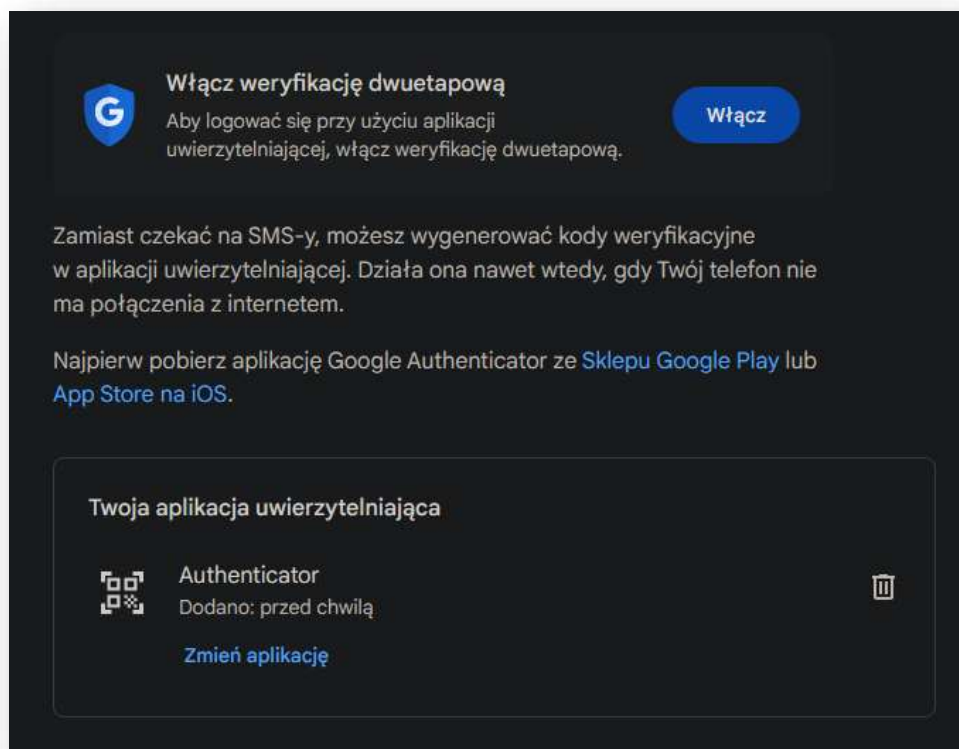 Włącz weryfikację dwuetapową
Aby logować się przy użyciu aplikacji
uwierzytelniającej, włącz weryfikację dwuetapową.
Włącz
Zamiast czekać na SMS-y, możesz wygenerować kody weryfikacyjne
w aplikacji uwierzytelniającej. Działa ona nawet wtedy, gdy Twój telefon nie
ma połączenia z internetem.
Najpierw pobierz aplikację Google Authenticator ze Sklepu Google Play lub
App Store na iOS.
Twoja aplikacja uwierzytelniająca
Authenticator
Dodano: przed chwilą
Zmień aplikację